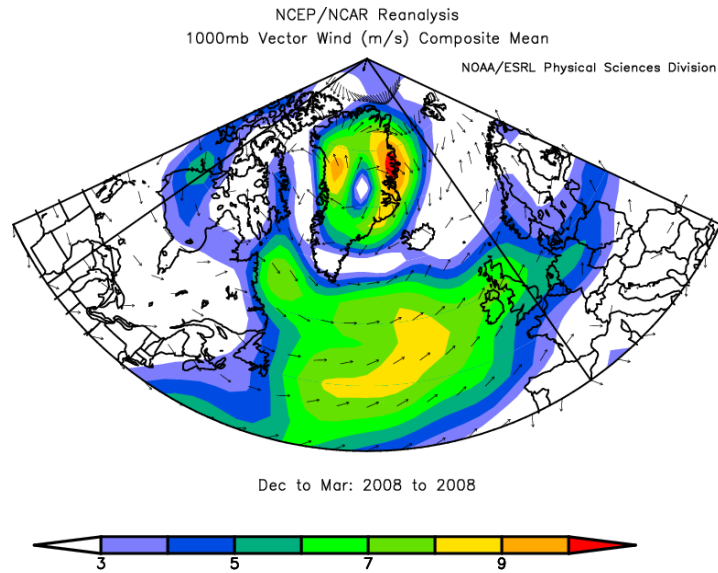 NCEP/NCAR Reanalysis
1000mb Vector Wind (m/s) Composite Mean
NOAA/ESRL Physical Sciences Division
Dec to Mar: 2008 to 2008
3 5 7 9